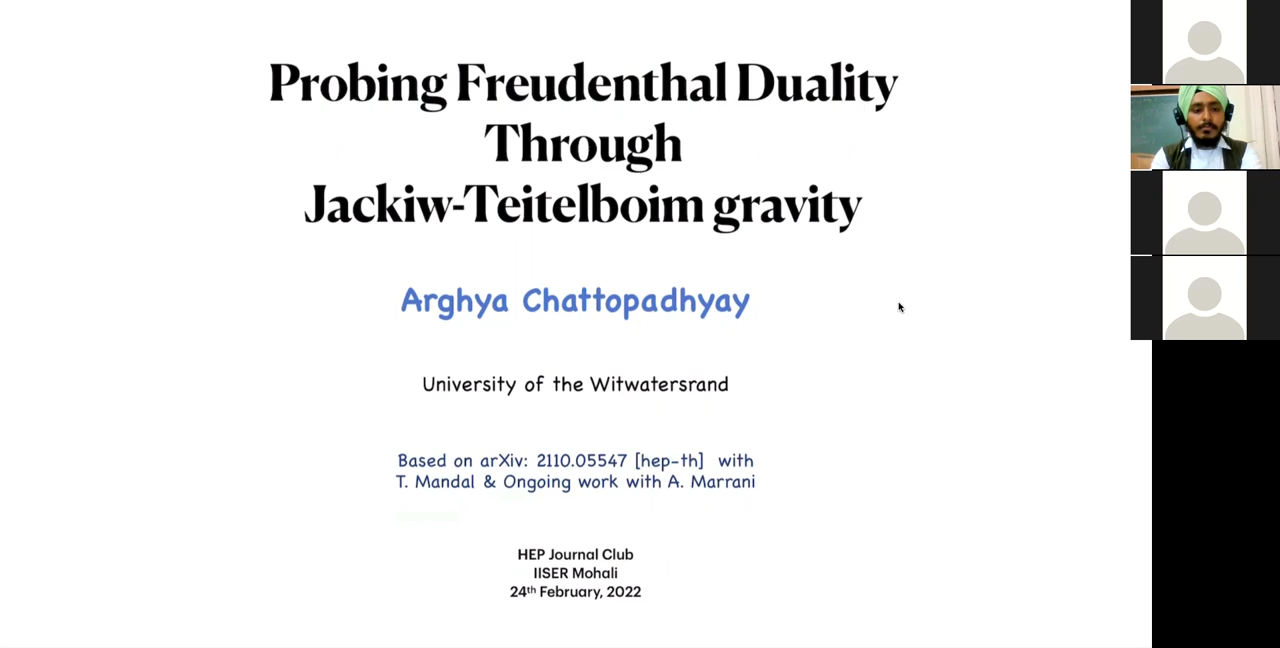 Probing Freudenthal Duality
Through
Jackiw-Teitelboim gravity
Arghya Chattopadhyay
University of the Witwatersrand
Based on arXiv: 2110.05547 [hep-th] with
T. Mandal & Ongoing work with A. Marrani
HEP Journal Club
IISER Mohali
24th February, 2022